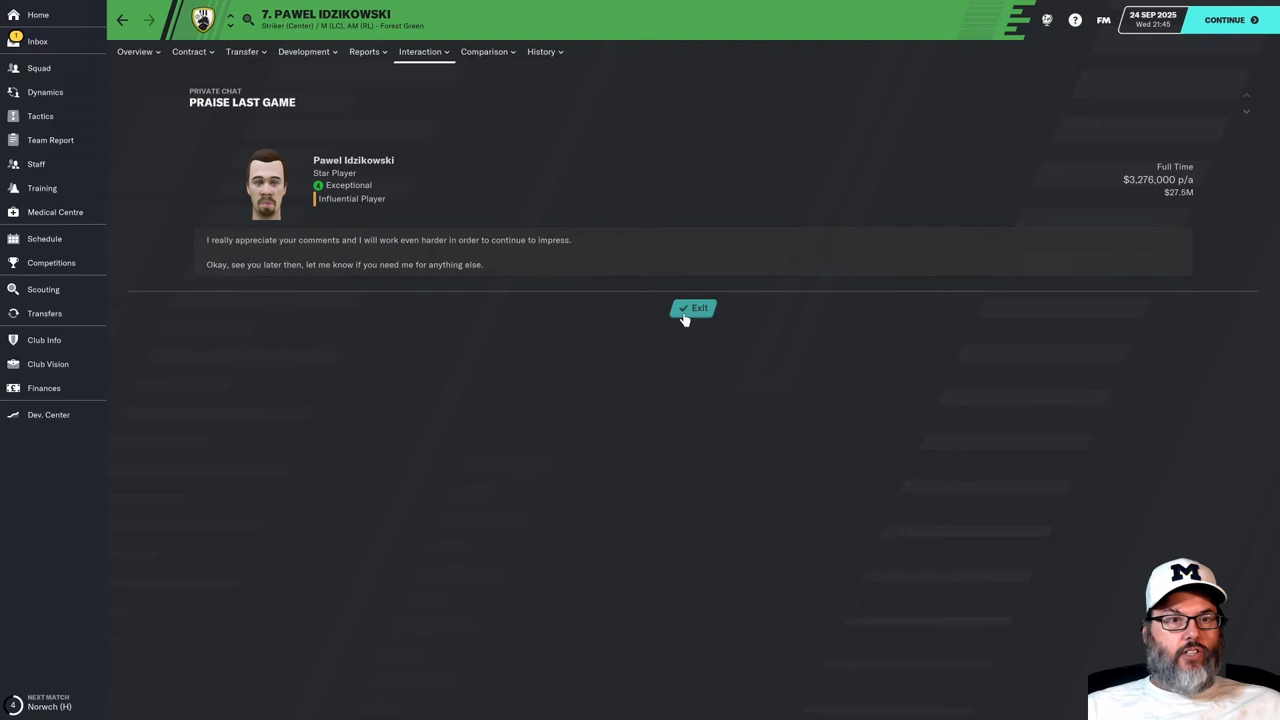 7. PAWEL IDZIKOWSKI
Striker (Center) / M (LC), AM (RL) - Forest Green
FM
24 SEP 2025
Wed 21:45
CONTINUE
Home
1
Inbox
Squad
Dynamics
Tactics
Team Report
Staff
Training
Medical Centre
Schedule
Competitions
Scouting
Transfers
Club Info
Club Vision
Finances
Dev. Center
4
NEXT MATCH
Norwch (H)
Overview
Contract
Transfer
Development
Reports
Interaction
Comparison
History
PRIVATE CHAT
PRAISE LAST GAME
Pawel Idzikowski
Star Player
4 Exceptional
Influential Player
Full Time
$3,276,000 p/a
$27.5M
I really appreciate your comments and I will work even harder in order to continue to impress.
Okay, see you later then, let me know if you need me for anything else.
Exit
M